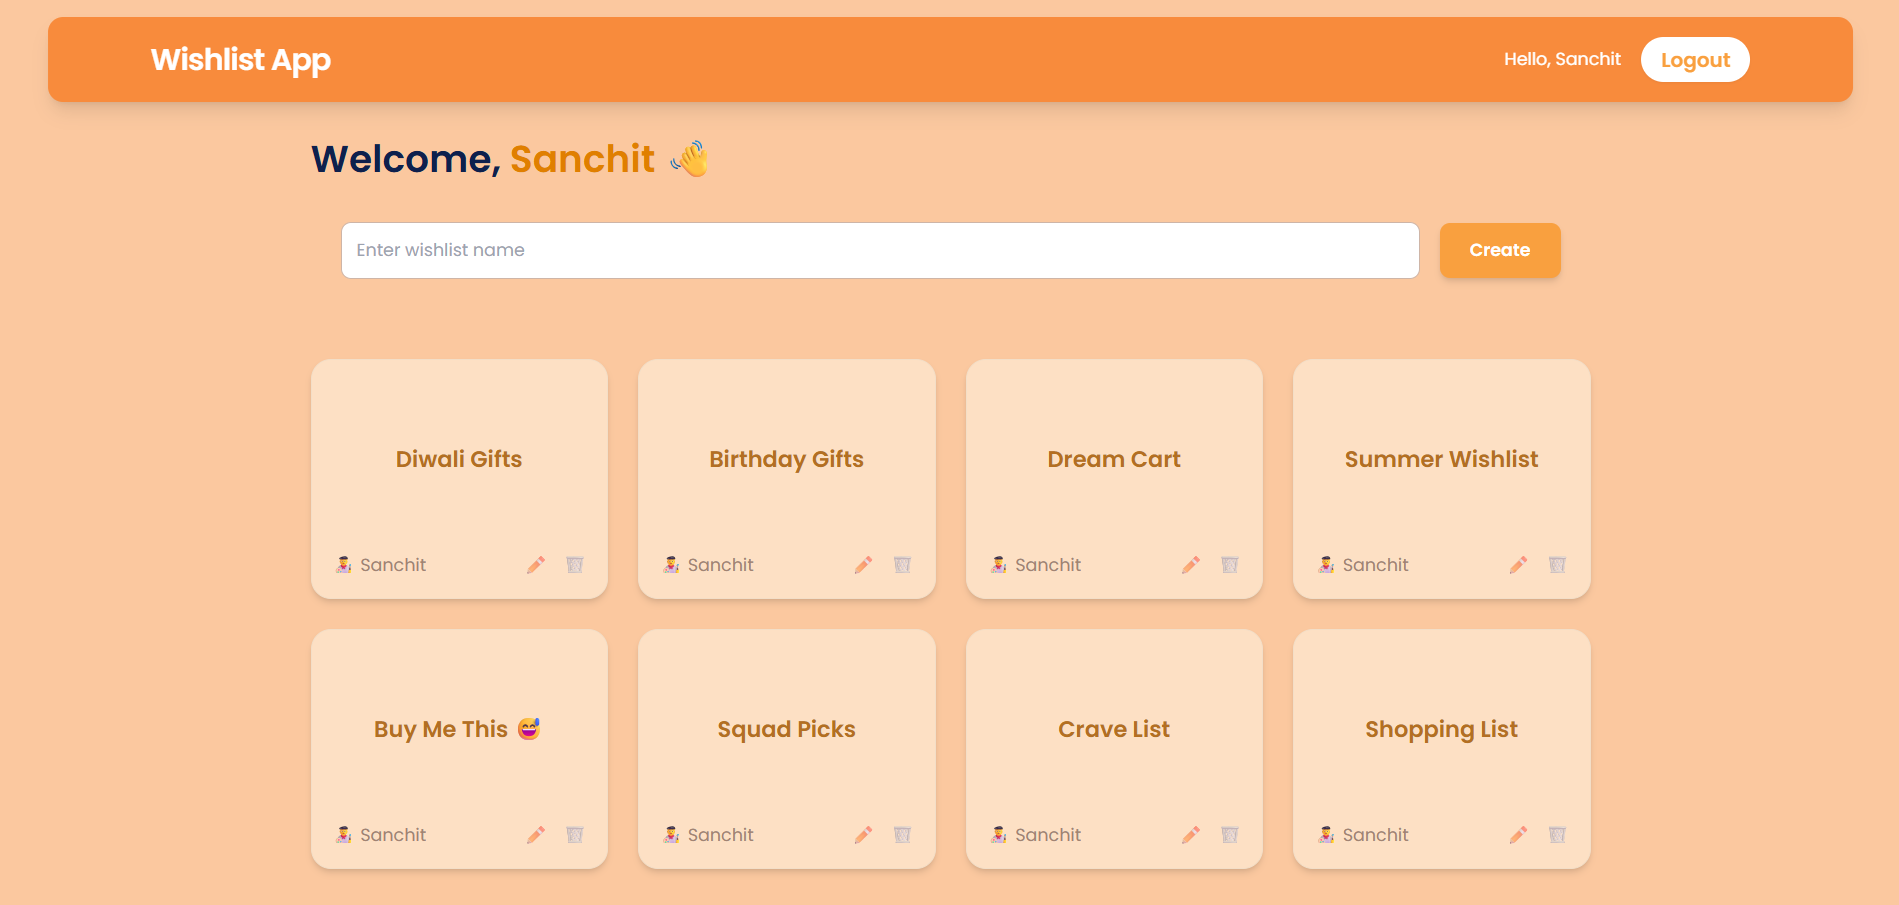 Wishlist App
Hello, Sanchit
Logout
Welcome, Sanchit 👋
Enter wishlist name
Create
Diwali Gifts
Birthday Gifts
Dream Cart
Summer Wishlist
Sanchit
Sanchit
Sanchit
Sanchit
Buy Me This 😅
Squad Picks
Crave List
Shopping List
Sanchit
Sanchit
Sanchit
Sanchit